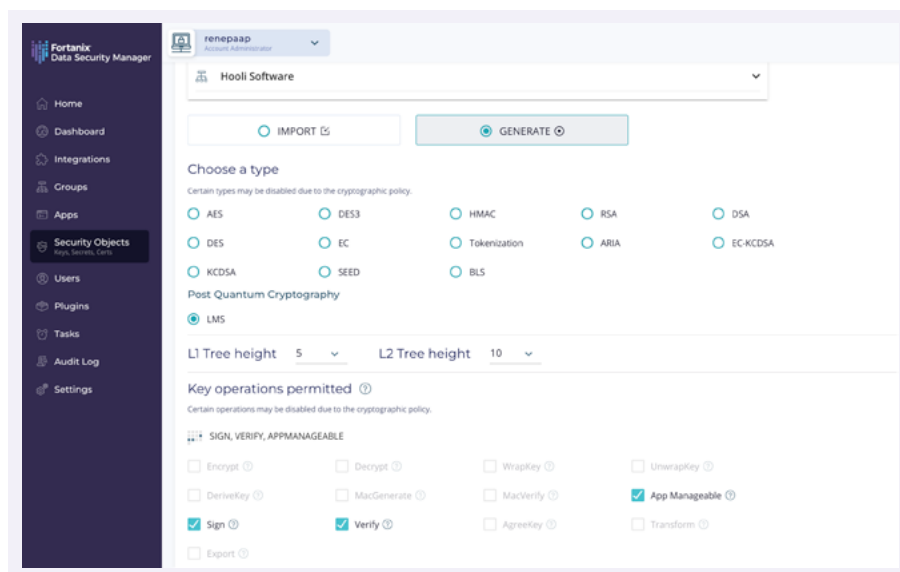 Fortanix®
Data Security Manager
renepaap
Account Administrator
Hooli Software
Home
Dashboard
Integrations
Groups
Apps
Security Objects
Keys, Secrets, Certs
Users
Plugins
Tasks
Audit Log
Settings
IMPORT
GENERATE
Choose a type
Certain types may be disabled due to the cryptographic policy.
AES DES3 HMAC RSA DSA
DES EC Tokenization ARIA EC-KCDSA
KCDSA SEED BLS
Post Quantum Cryptography
LMS
L1 Tree height 5 L2 Tree height 10
Key operations permitted ?
Certain operations may be disabled due to the cryptographic policy.
SIGN, VERIFY, APPMANAGEABLE
Encrypt ? Decrypt ? WrapKey ? UnwrapKey ?
DeriveKey ? MacGenerate ? MacVerify ? App Manageable ?
Sign ? Verify ? AgreeKey ? Transform ?
Export ?